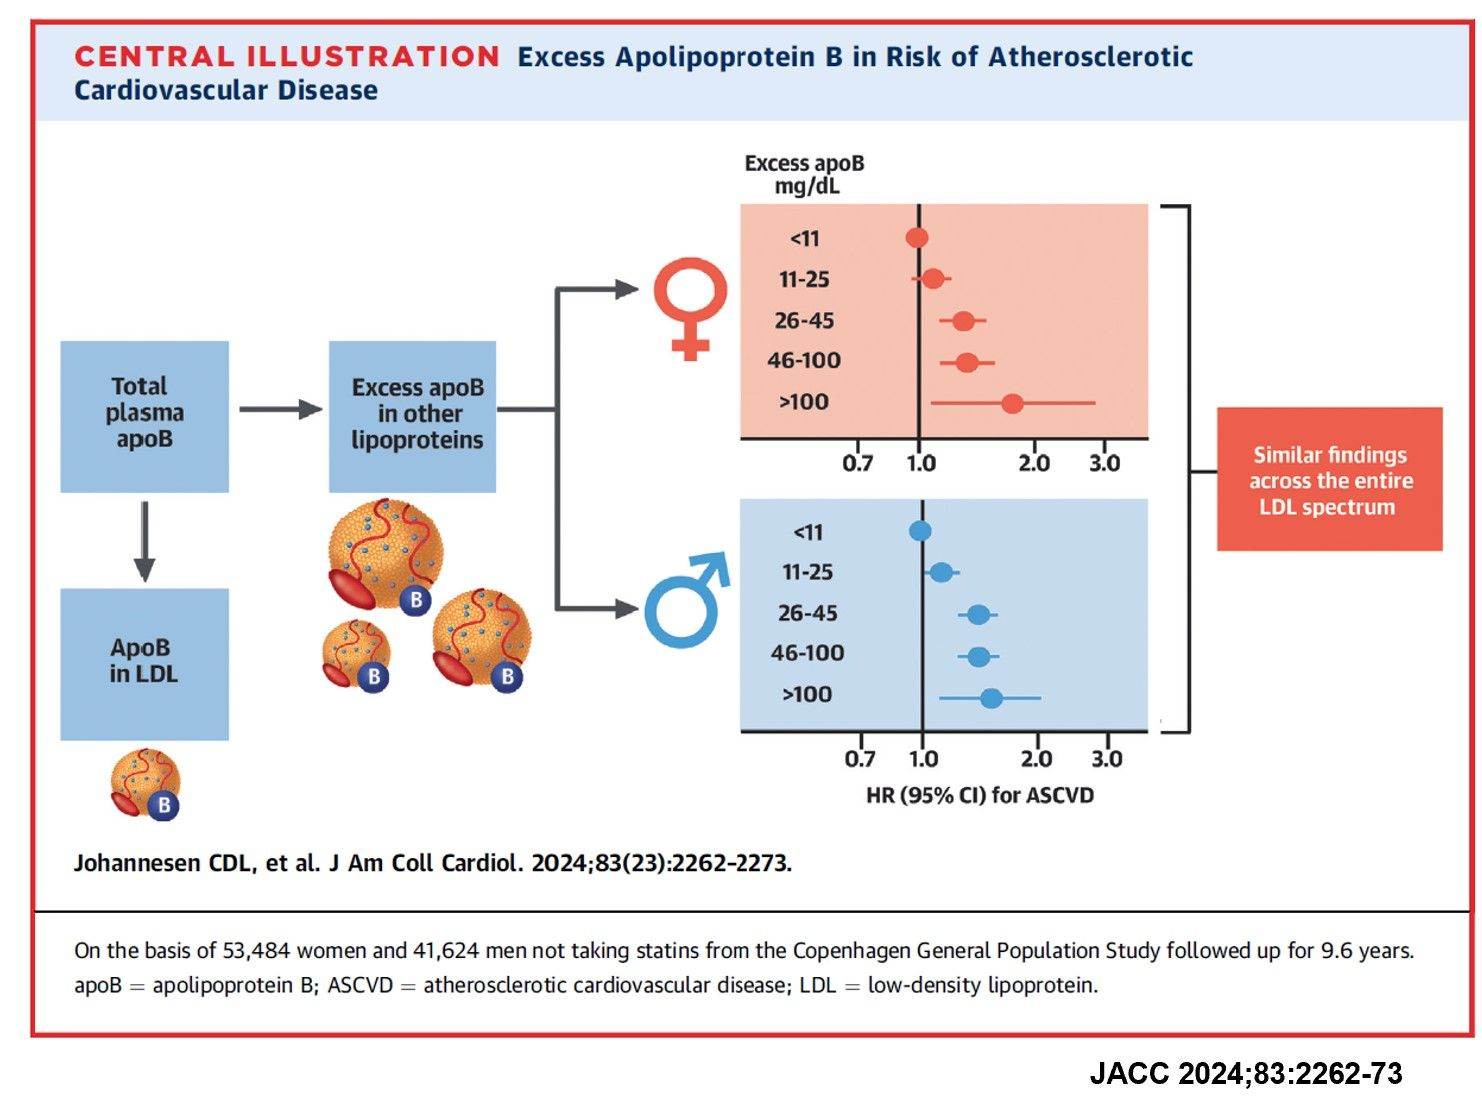 CENTRAL ILLUSTRATION Excess Apolipoprotein B in Risk of Atherosclerotic
Cardiovascular Disease
Total
plasma
apoB
ApoB
in LDL
B
Excess apoB
in other
lipoproteins
B
B
B
Excess apoB
mg/dL
<11
11-25
26-45
46-100
>100
0.7 1.0 2.0 3.0
<11
11-25
26-45
46-100
>100
0.7 1.0 2.0 3.0
HR (95% CI) for ASCVD
Similar findings
across the entire
LDL spectrum
Johannesen CDL, et al. J Am Coll Cardiol. 2024;83(23):2262–2273.
On the basis of 53,484 women and 41,624 men not taking statins from the Copenhagen General Population Study followed up for 9.6 years.
apoB = apolipoprotein B; ASCVD = atherosclerotic cardiovascular disease; LDL = low-density lipoprotein.
JACC 2024;83:2262-73